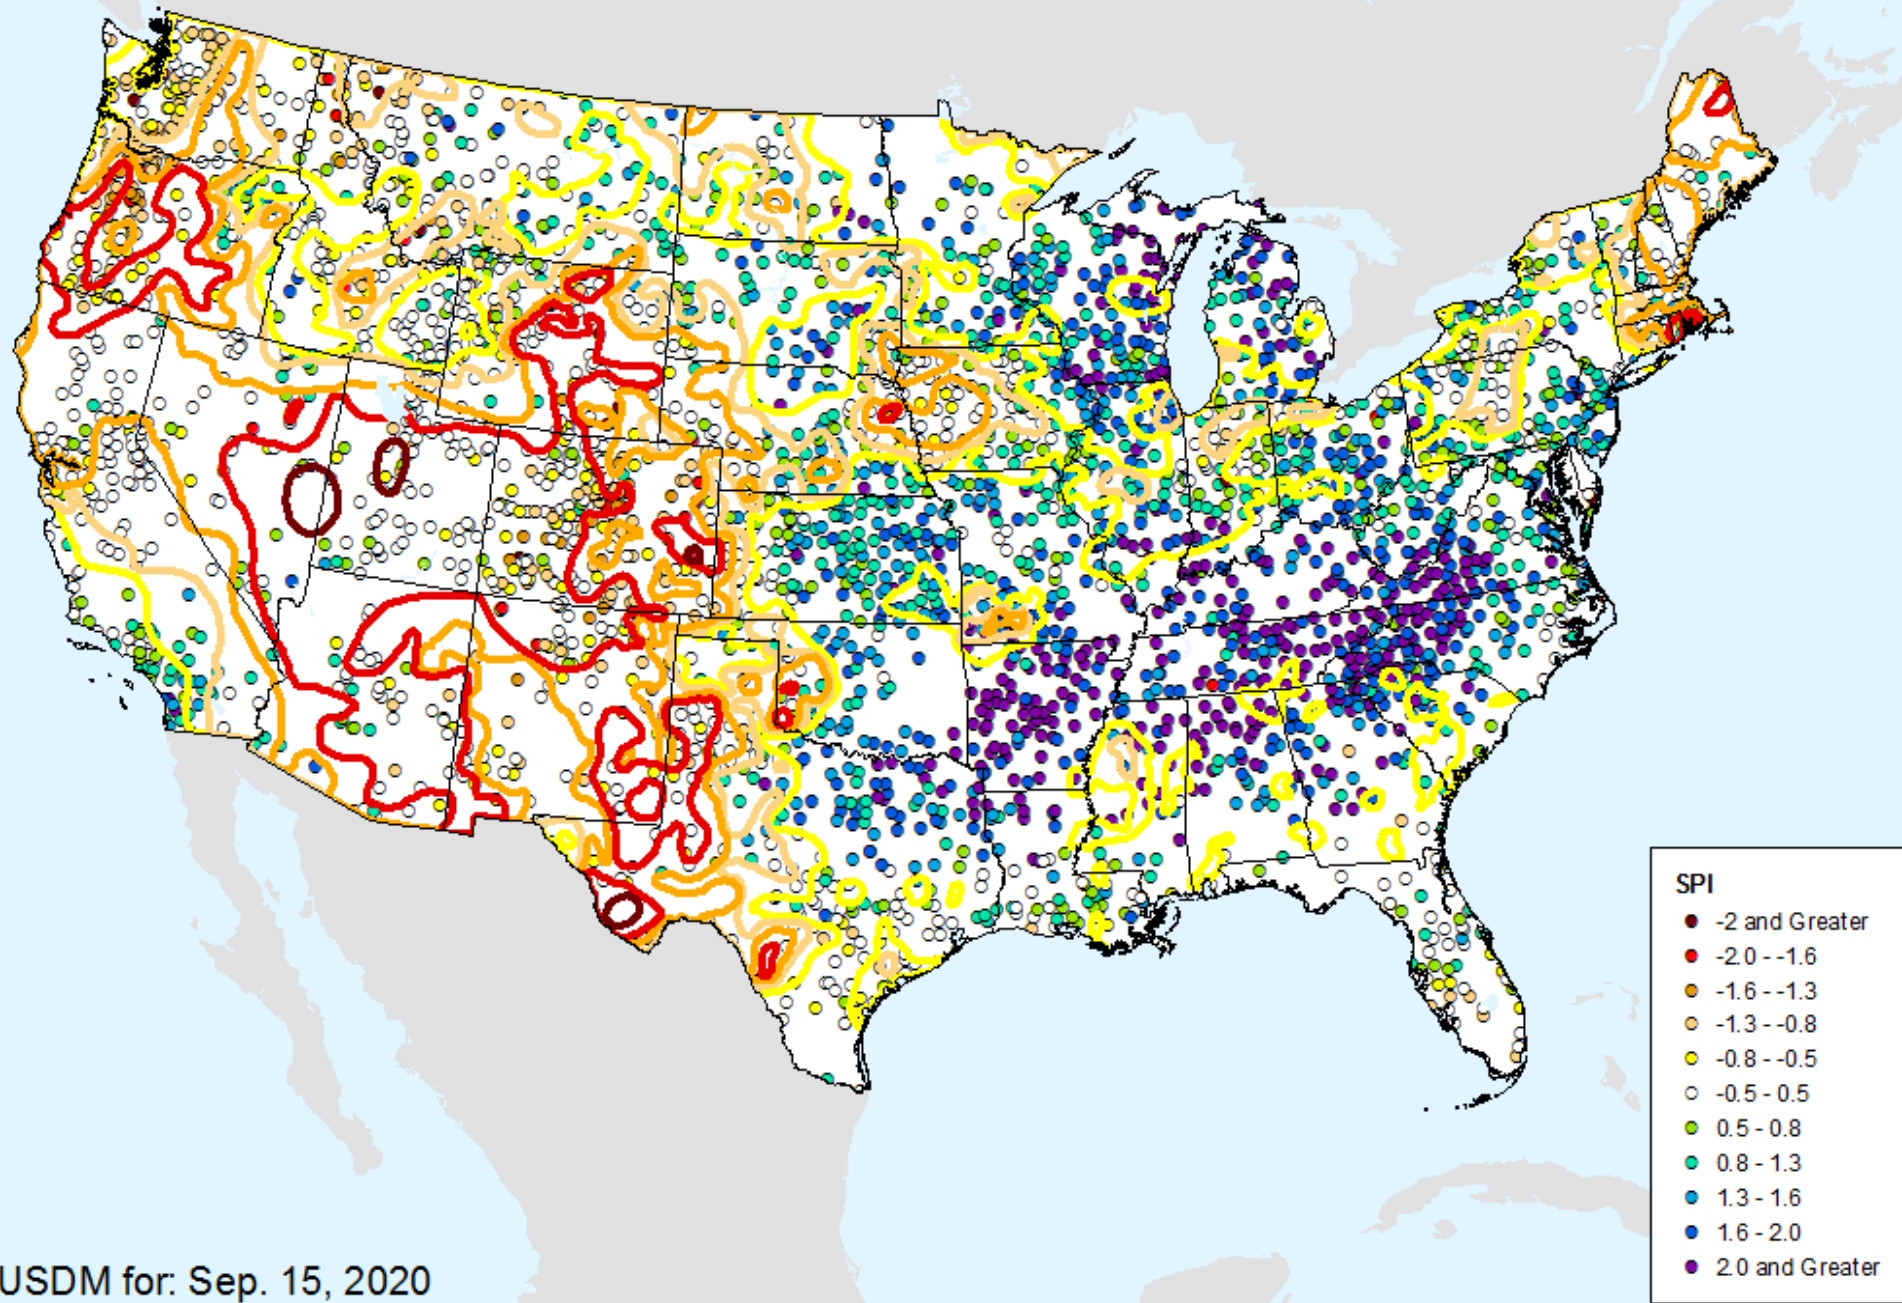 SPI
-2 and Greater
-2.0 - -1.6
-1.6 - -1.3
-1.3 - -0.8
-0.8 - -0.5
-0.5 - 0.5
0.5 - 0.8
0.8 - 1.3
1.3 - 1.6
1.6 - 2.0
2.0 and Greater
USDM for: Sep. 15, 2020